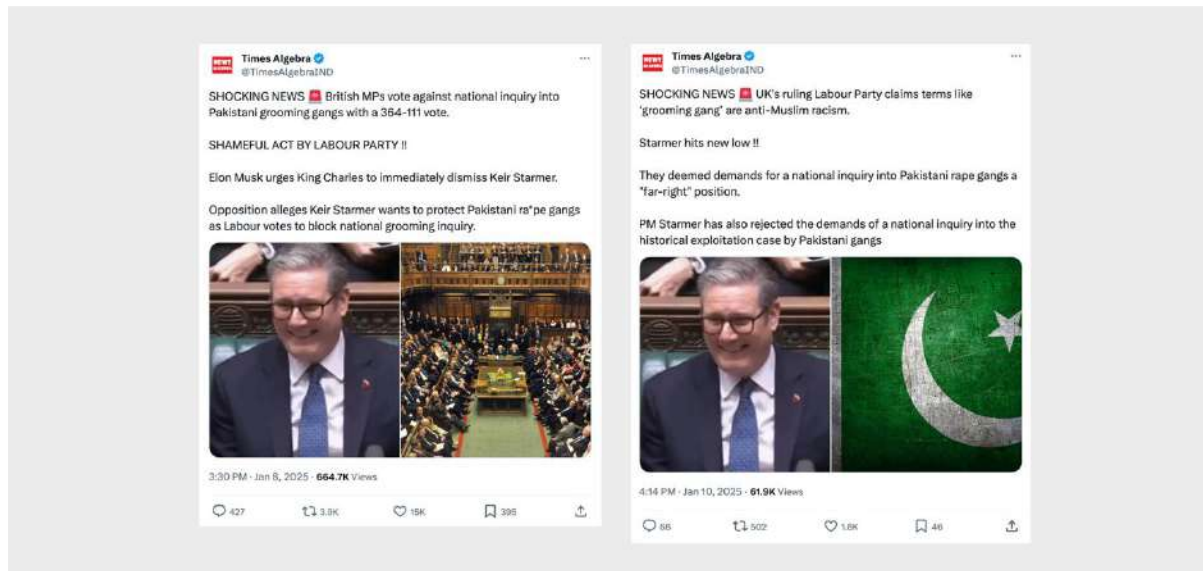 Times Algebra
@TimesAlgebraIND
SHOCKING NEWS 🚨 British MPs vote against national inquiry into
Pakistani grooming gangs with a 364-111 vote.
SHAMEFUL ACT BY LABOUR PARTY !!
Elon Musk urges King Charles to immediately dismiss Keir Starmer.
Opposition alleges Keir Starmer wants to protect Pakistani ra*pe gangs
as Labour votes to block national grooming inquiry.
3:30 PM · Jan 8, 2025 · 664.7K Views
427 3.9K 15K 395
Times Algebra
@TimesAlgebraIND
SHOCKING NEWS 🚨 UK's ruling Labour Party claims terms like
'grooming gang' are anti-Muslim racism.
Starmer hits new low !!
They deemed demands for a national inquiry into Pakistani rape gangs a
"far-right" position.
PM Starmer has also rejected the demands of a national inquiry into the
historical exploitation case by Pakistani gangs
4:14 PM · Jan 10, 2025 · 61.9K Views
502 1.8K 46